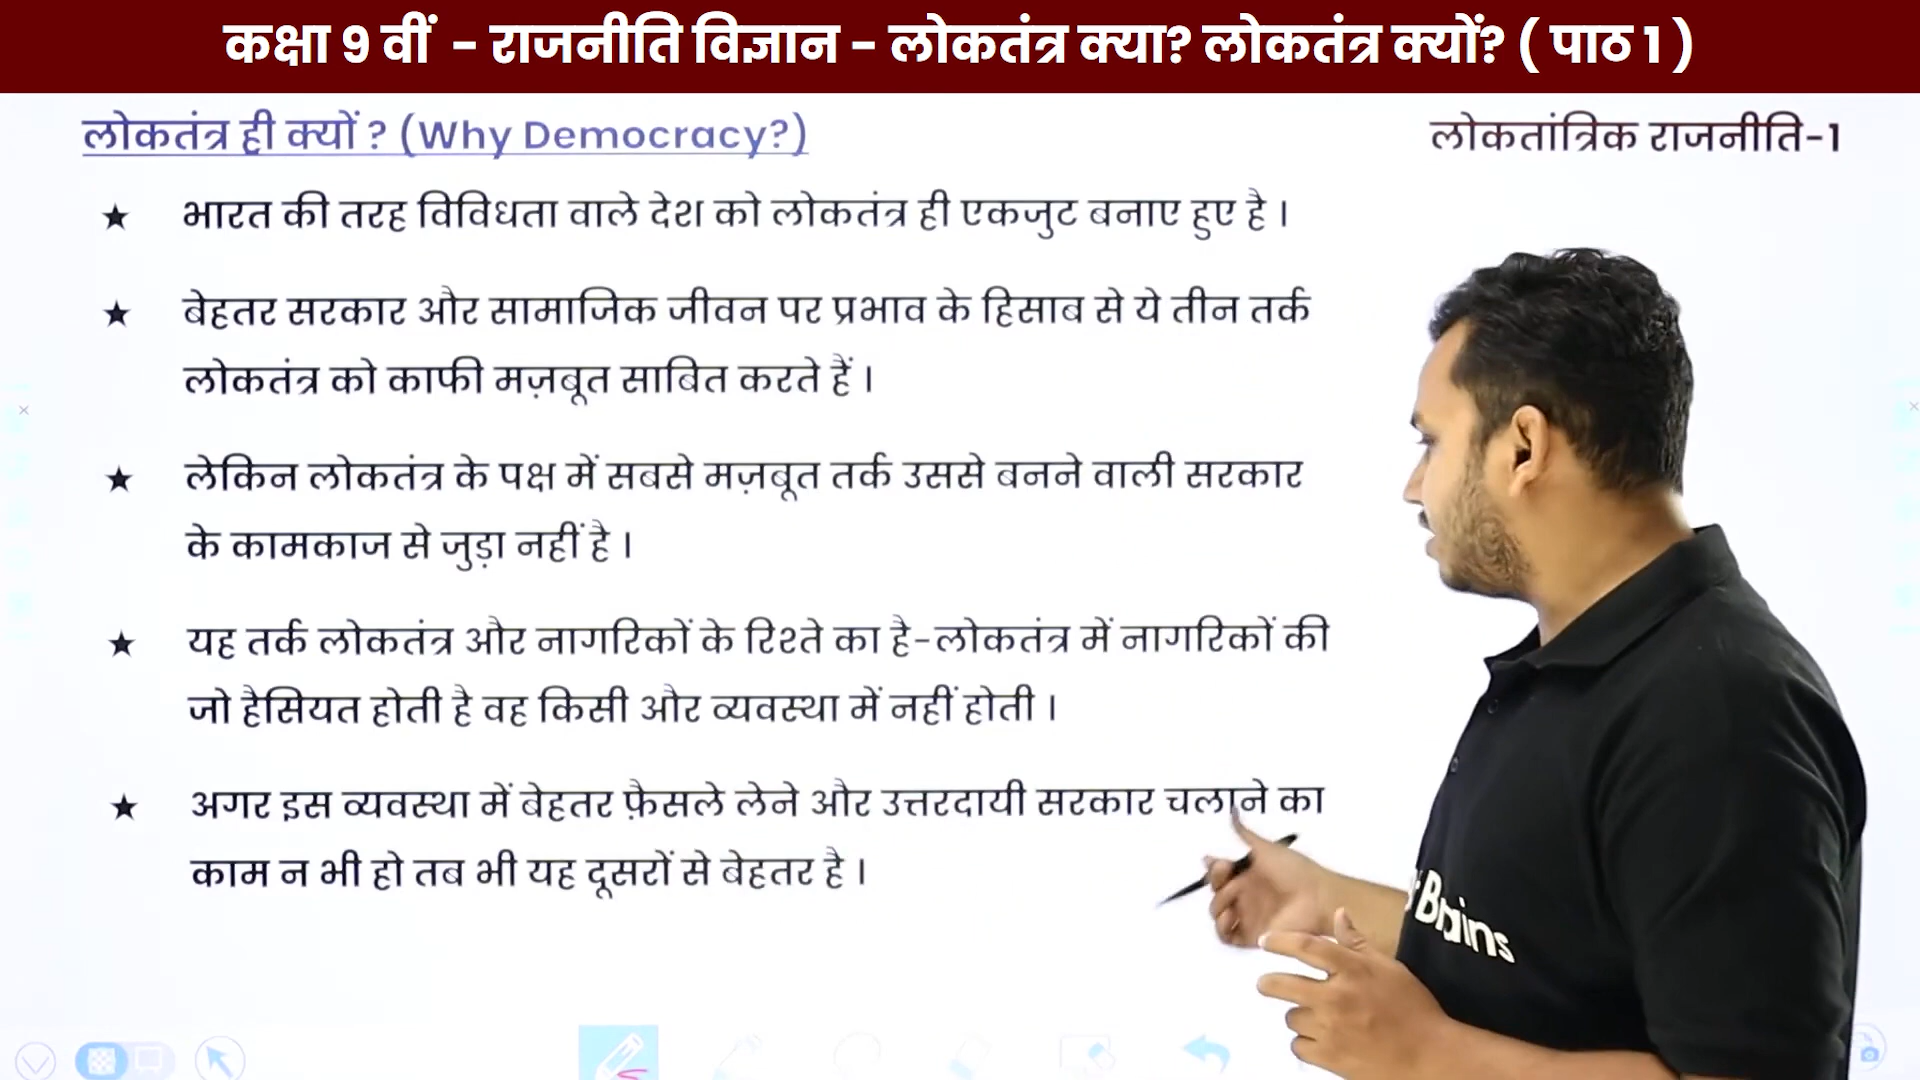 कक्षा 9 वीं - राजनीति विज्ञान - लोकतंत्र क्या? लोकतंत्र क्यों? ( पाठ 1 )
लोकतंत्र ही क्यों ? (Why Democracy?)
लोकतांत्रिक राजनीति-1
★ भारत की तरह विविधता वाले देश को लोकतंत्र ही एकजुट बनाए हुए है ।
★ बेहतर सरकार और सामाजिक जीवन पर प्रभाव के हिसाब से ये तीन तर्क
लोकतंत्र को काफी मज़बूत साबित करते हैं ।
★ लेकिन लोकतंत्र के पक्ष में सबसे मज़बूत तर्क उससे बनने वाली सरकार
के कामकाज से जुड़ा नहीं है ।
★ यह तर्क लोकतंत्र और नागरिकों के रिश्ते का है-लोकतंत्र में नागरिकों की
जो हैसियत होती है वह किसी और व्यवस्था में नहीं होती ।
★ अगर इस व्यवस्था में बेहतर फ़ैसले लेने और उत्तरदायी सरकार चलाने का
काम न भी हो तब भी यह दूसरों से बेहतर है ।
Brains